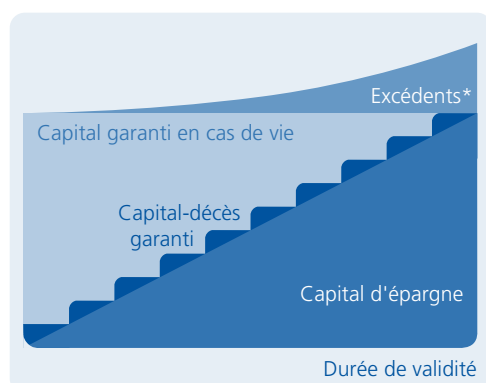 Excédents*
Capital garanti en cas de vie
Capital-décès
garanti
Capital d'épargne
Durée de validité